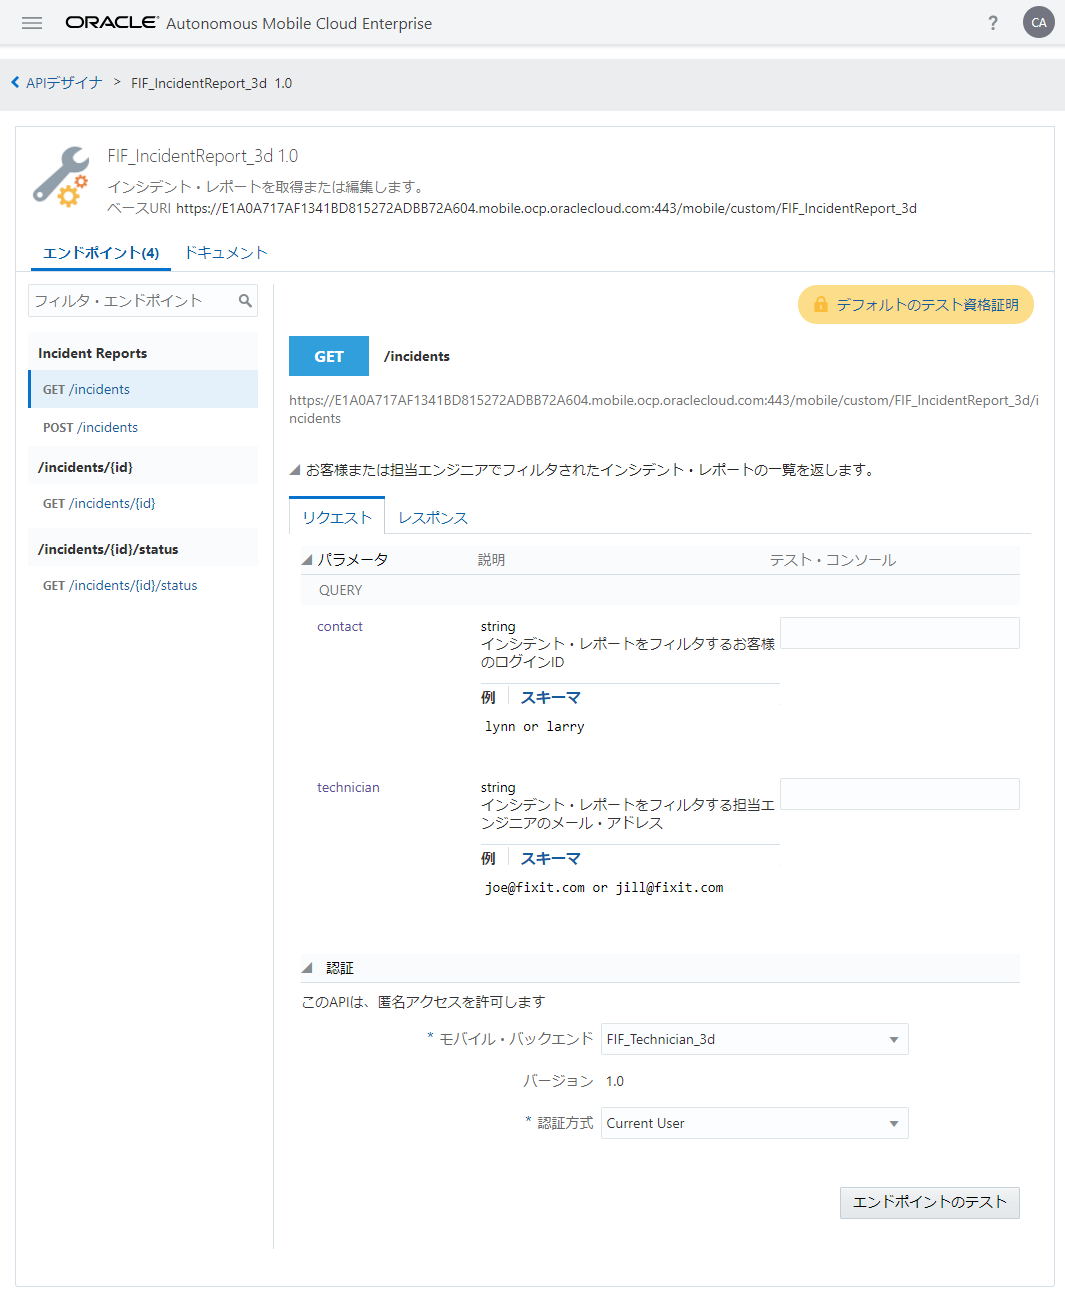 ORACLE® Autonomous Mobile Cloud Enterprise
? CA
APIデザイナ > FIF_IncidentReport_3d 1.0
FIF_IncidentReport_3d 1.0
インシデント・レポートを取得または編集します。
ベースURI https://E1A0A717AF1341BD815272ADBB72A604.mobile.ocp.oraclecloud.com:443/mobile/custom/FIF_IncidentReport_3d
エンドポイント(4) ドキュメント
フィルタ・エンドポイント
Incident Reports
GET /incidents
POST /incidents
/incidents/{id}
GET /incidents/{id}
/incidents/{id}/status
GET /incidents/{id}/status
デフォルトのテスト資格証明
GET /incidents
https://E1A0A717AF1341BD815272ADBB72A604.mobile.ocp.oraclecloud.com:443/mobile/custom/FIF_IncidentReport_3d/i
ncidents
お客様または担当エンジニアでフィルタされたインシデント・レポートの一覧を返します。
リクエスト レスポンス
パラメータ 説明 テスト・コンソール
QUERY
contact string
インシデント・レポートをフィルタするお客様
のログインID
例 スキーマ
lynn or larry
technician string
インシデント・レポートをフィルタする担当エ
ンジニアのメール・アドレス
例 スキーマ
joe@fixit.com or jill@fixit.com
認証
このAPIは、匿名アクセスを許可します
* モバイル・バックエンド FIF_Technician_3d
バージョン 1.0
* 認証方式 Current User
エンドポイントのテスト